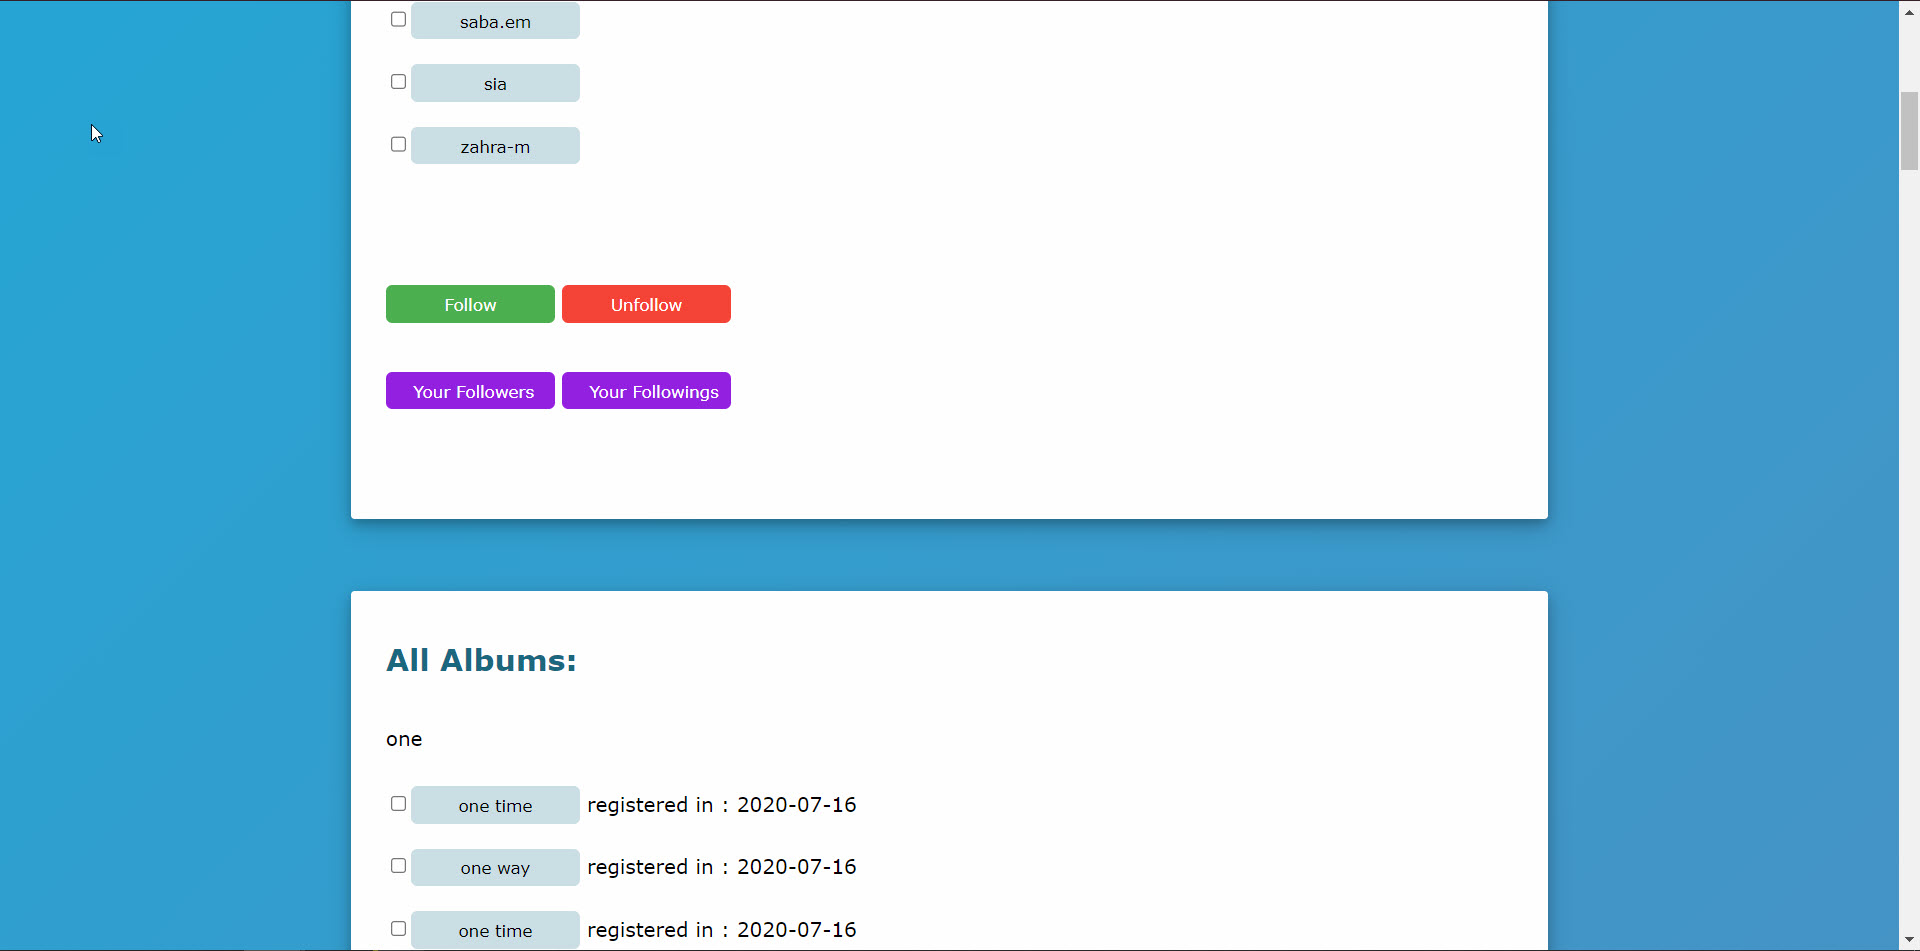 saba.em
sia
zahra-m
Follow Unfollow
Your Followers Your Followings
All Albums:
one
one time registered in : 2020-07-16
one way registered in : 2020-07-16
one time registered in : 2020-07-16